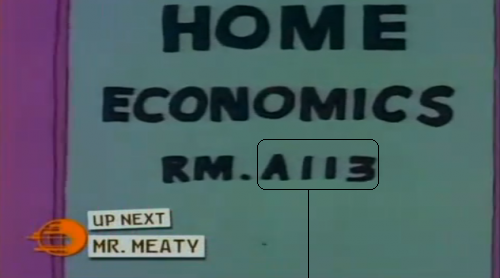 HOME
ECONOMICS
RM. A113
UP NEXT
MR. MEATY